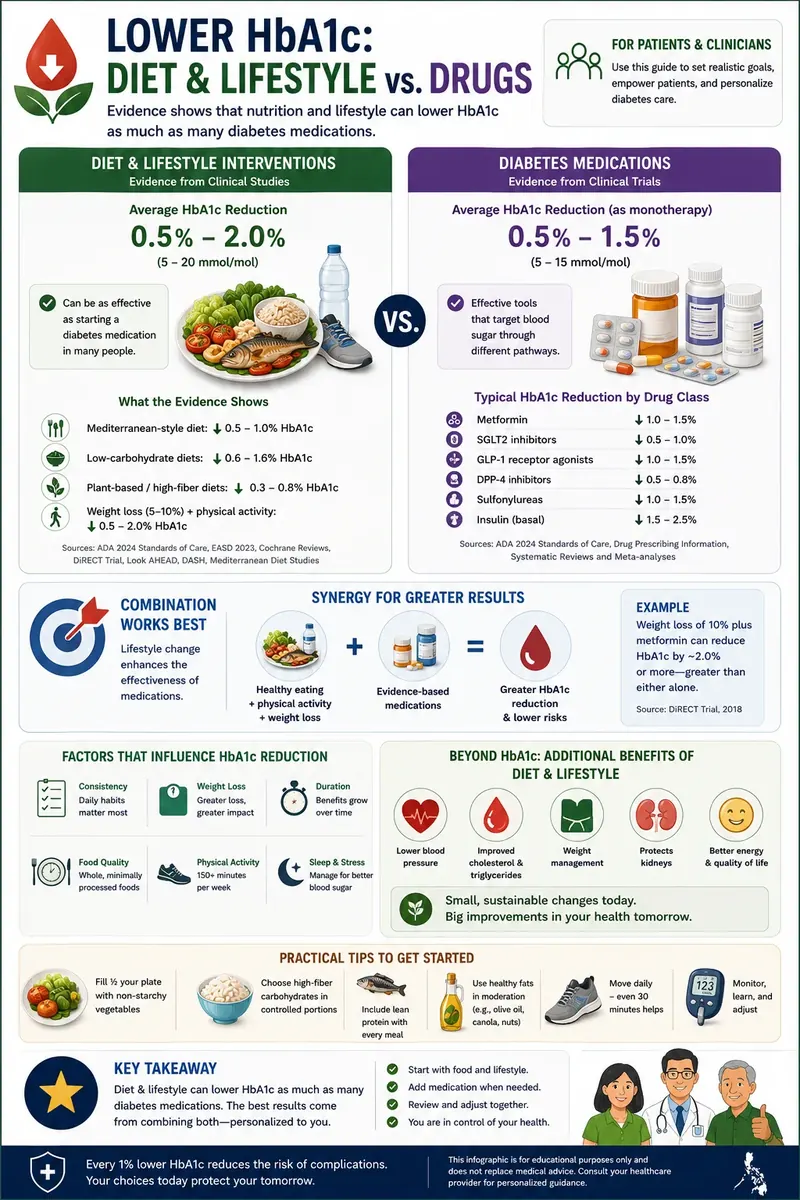 LOWER HbA1c:
DIET & LIFESTYLE vs. DRUGS
Evidence shows that nutrition and lifestyle can lower HbA1c
as much as many diabetes medications.
FOR PATIENTS & CLINICIANS
Use this guide to set realistic goals,
empower patients, and personalize
diabetes care.
DIET & LIFESTYLE INTERVENTIONS
Evidence from Clinical Studies
Average HbA1c Reduction
0.5% – 2.0%
(5 – 20 mmol/mol)
Can be as effective
as starting a
diabetes medication
in many people.
What the Evidence Shows
Mediterranean-style diet: ↓ 0.5 – 1.0% HbA1c
Low-carbohydrate diets: ↓ 0.6 – 1.6% HbA1c
Plant-based / high-fiber diets: ↓ 0.3 – 0.8% HbA1c
Weight loss (5–10%) + physical activity:
↓ 0.5 – 2.0% HbA1c
Sources: ADA 2024 Standards of Care, EASD 2023, Cochrane Reviews,
DiRECT Trial, Look AHEAD, DASH, Mediterranean Diet Studies
VS.
DIABETES MEDICATIONS
Evidence from Clinical Trials
Average HbA1c Reduction (as monotherapy)
0.5% – 1.5%
(5 – 15 mmol/mol)
Effective tools
that target blood
sugar through
different pathways.
Typical HbA1c Reduction by Drug Class
Metformin ↓ 1.0 – 1.5%
SGLT2 inhibitors ↓ 0.5 – 1.0%
GLP-1 receptor agonists ↓ 1.0 – 1.5%
DPP-4 inhibitors ↓ 0.5 – 0.8%
Sulfonylureas ↓ 1.0 – 1.5%
Insulin (basal) ↓ 1.5 – 2.5%
Sources: ADA 2024 Standards of Care, Drug Prescribing Information,
Systematic Reviews and Meta-analyses
COMBINATION
WORKS BEST
Lifestyle change
enhances the
effectiveness of
medications.
SYNERGY FOR GREATER RESULTS
Healthy eating
+ physical activity
+ weight loss
+
Evidence-based
medications
=
Greater HbA1c
reduction
& lower risks
EXAMPLE
Weight loss of 10% plus
metformin can reduce
HbA1c by ~2.0%
or more—greater than
either alone.
Source: DiRECT Trial, 2018
FACTORS THAT INFLUENCE HbA1c REDUCTION
Consistency
Daily habits
matter most
Weight Loss
Greater loss,
greater impact
Duration
Benefits grow
over time
Food Quality
Whole, minimally
processed foods
Physical Activity
150+ minutes
per week
Sleep & Stress
Manage for better
blood sugar
BEYOND HbA1c: ADDITIONAL BENEFITS OF
DIET & LIFESTYLE
Lower blood
pressure
Improved
cholesterol &
triglycerides
Weight
management
Protects
kidneys
Better energy
& quality of life
Small, sustainable changes today.
Big improvements in your health tomorrow.
PRACTICAL TIPS TO GET STARTED
Fill ½ your plate
with non-starchy
vegetables
Choose high-fiber
carbohydrates in
controlled portions
Include lean
protein with
every meal
Use healthy fats
in moderation
(e.g., olive oil,
canola, nuts)
Move daily
– even 30
minutes helps
123
Monitor,
learn, and
adjust
KEY TAKEAWAY
Diet & lifestyle can lower HbA1c as much as many
diabetes medications. The best results come
from combining both—personalized to you.
Start with food and lifestyle.
Add medication when needed.
Review and adjust together.
You are in control of your health.
Every 1% lower HbA1c reduces the risk of complications.
Your choices today protect your tomorrow.
This infographic is for educational purposes only and
does not replace medical advice. Consult your healthcare
provider for personalized guidance.